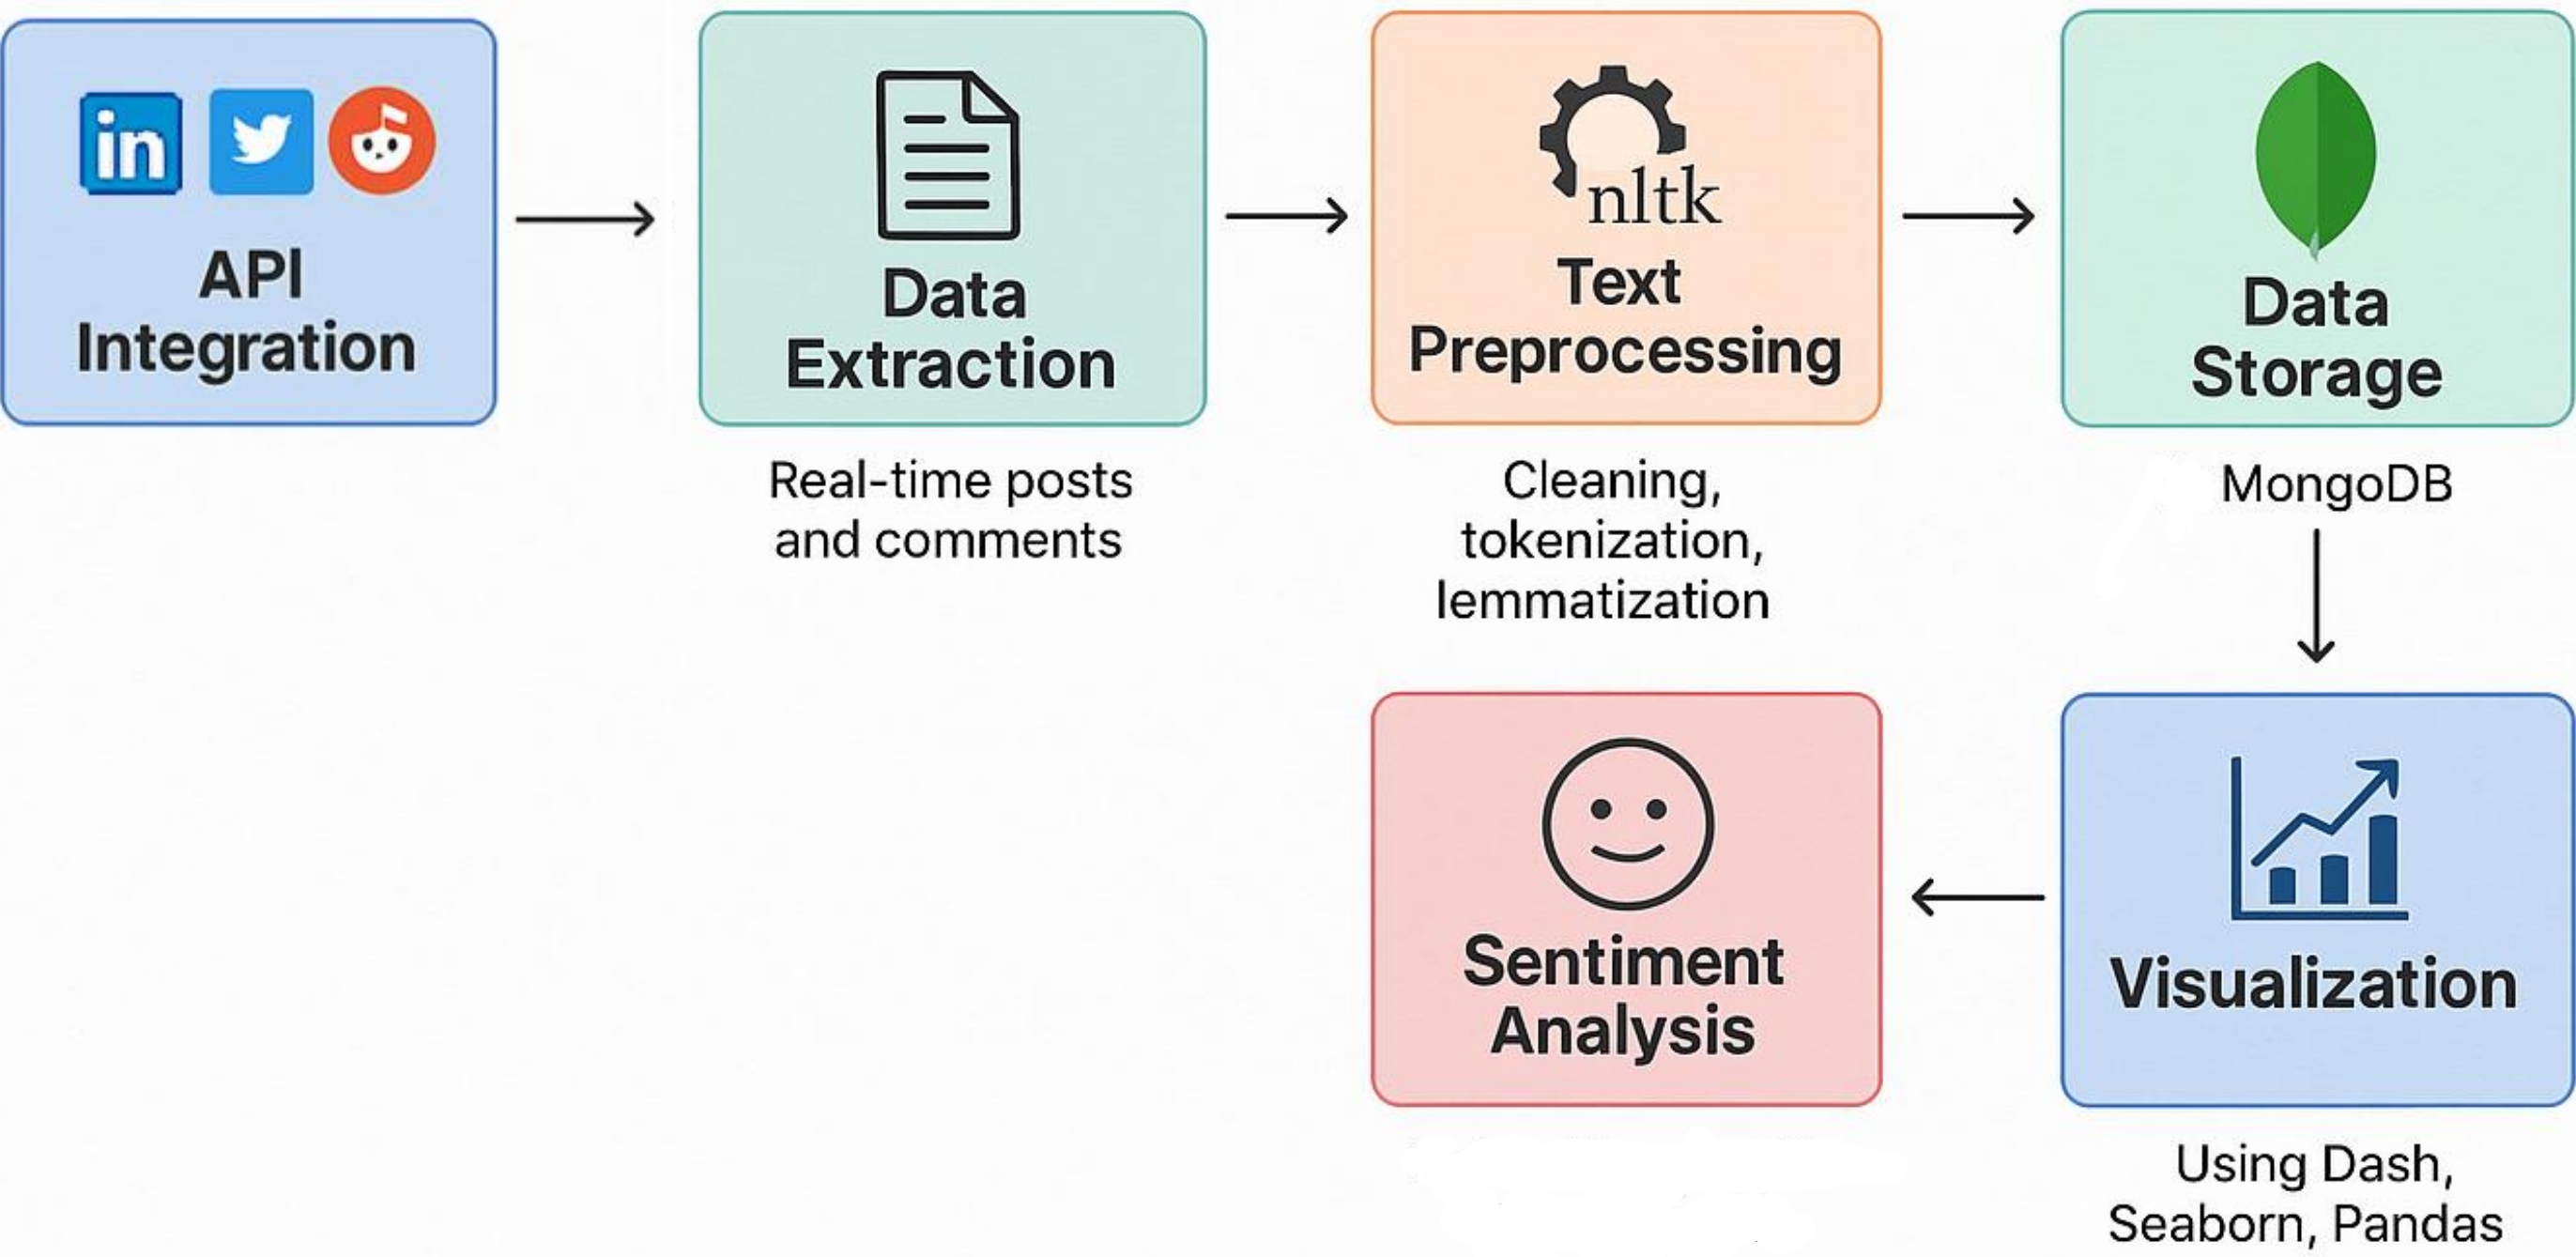 in
API
Integration
Data
Extraction
Real-time posts
and comments
nltk
Text
Preprocessing
Cleaning,
tokenization,
lemmatization
Data
Storage
MongoDB
Visualization
Using Dash,
Seaborn, Pandas
Sentiment
Analysis